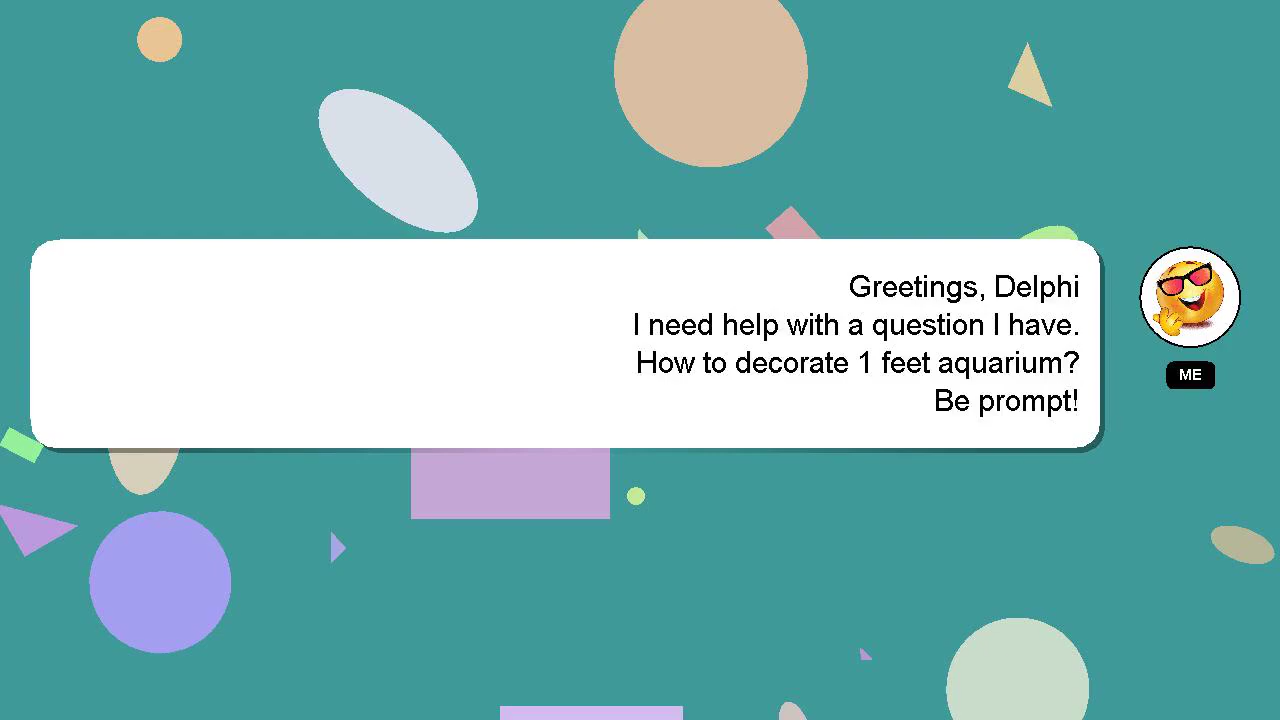 Greetings, Delphi
I need help with a question I have.
How to decorate 1 feet aquarium?
Be prompt!
ME